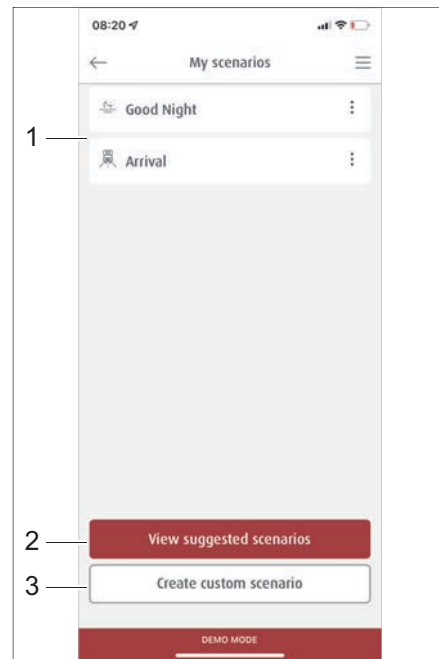 08:20
My scenarios
Good Night
1
Arrival
2 View suggested scenarios
3 Create custom scenario
DEMO MODE